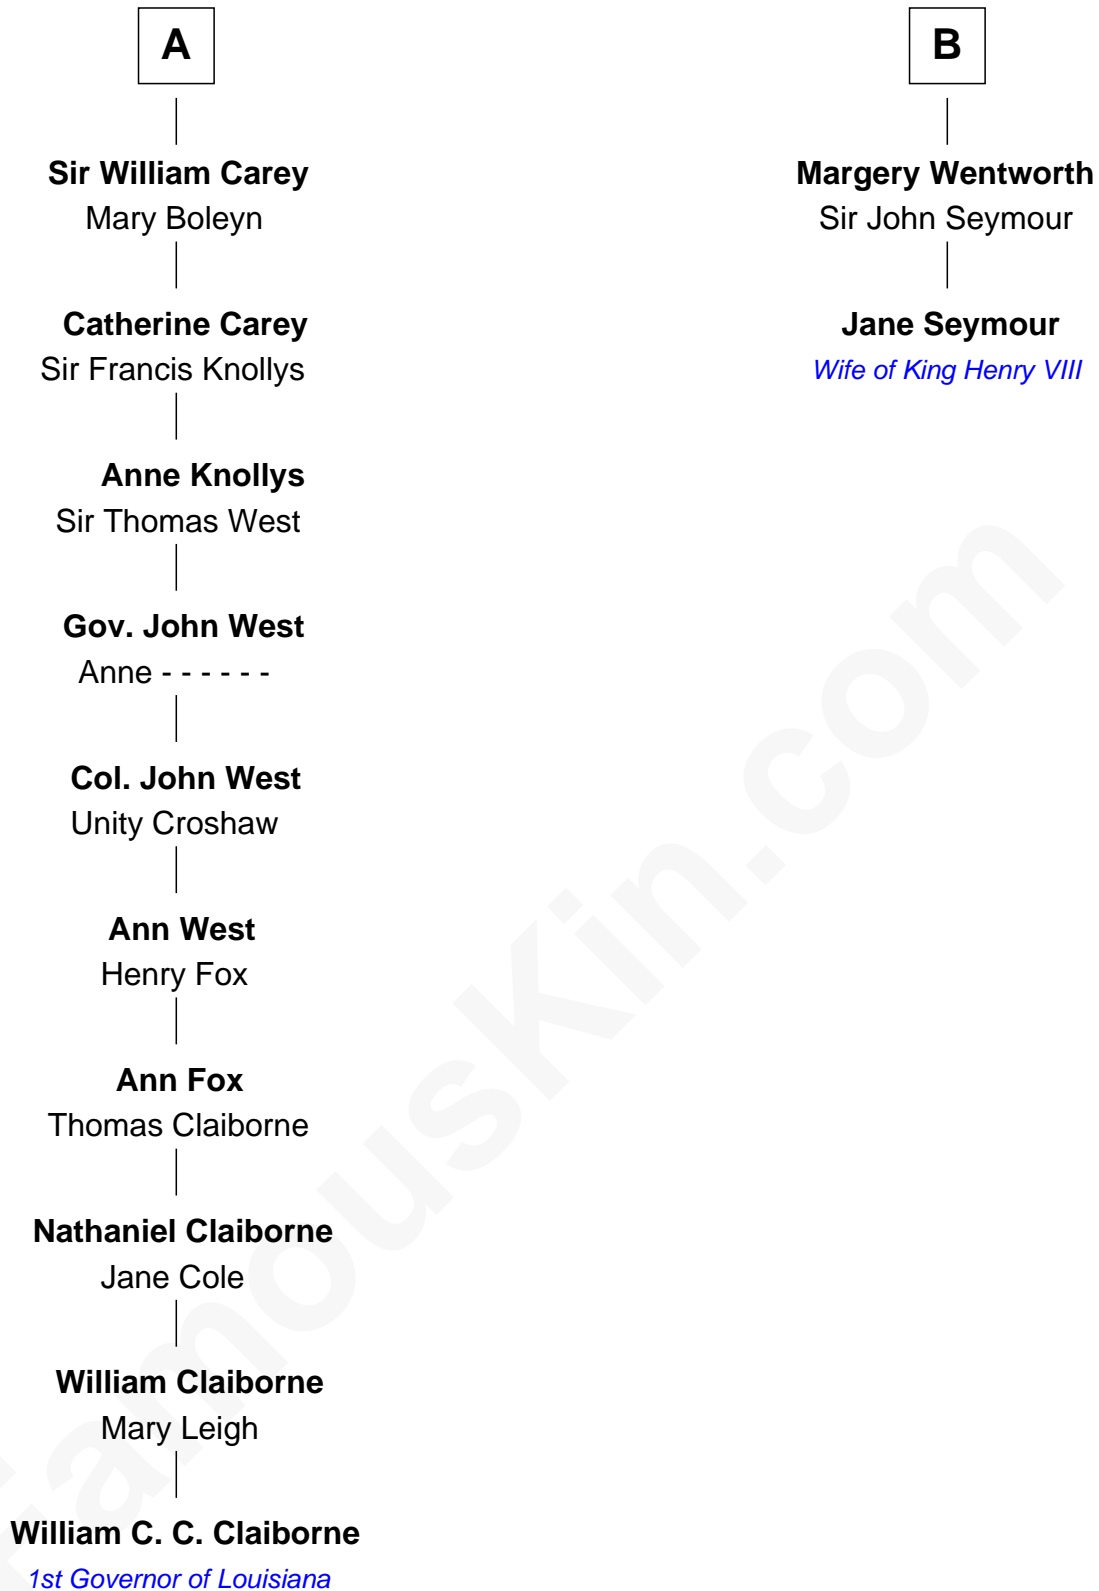 A
Sir William Carey
Mary Boleyn
Catherine Carey
Sir Francis Knollys
Anne Knollys
Sir Thomas West
Gov. John West
Anne - - - - - -
Col. John West
Unity Croshaw
Ann West
Henry Fox
Ann Fox
Thomas Claiborne
Nathaniel Claiborne
Jane Cole
William Claiborne
Mary Leigh
William C. C. Claiborne
1st Governor of Louisiana
B
Margery Wentworth
Sir John Seymour
Jane Seymour
Wife of King Henry VIII
FamousKin.com